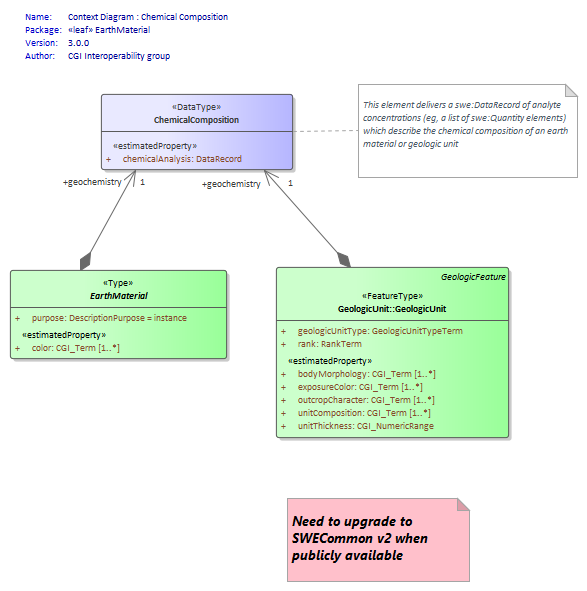 Name: Context Diagram : Chemical Composition
Package: «leaf» EarthMaterial
Version: 3.0.0
Author: CGI Interoperability group
«DataType»
ChemicalComposition
«estimatedProperty»
+ chemicalAnalysis: DataRecord
This element delivers a swe:DataRecord of analyte
concentrations (eg, a list of swe:Quantity elements)
which describe the chemical composition of an earth
material or geologic unit
+geochemistry 1
+geochemistry 1
«Type»
EarthMaterial
+ purpose: DescriptionPurpose = instance
«estimatedProperty»
+ color: CGI_Term [1..*]
GeologicFeature
«FeatureType»
GeologicUnit::GeologicUnit
+ geologicUnitType: GeologicUnitTypeTerm
+ rank: RankTerm
«estimatedProperty»
+ bodyMorphology: CGI_Term [1..*]
+ exposureColor: CGI_Term [1..*]
+ outcropCharacter: CGI_Term [1..*]
+ unitComposition: CGI_Term [1..*]
+ unitThickness: CGI_NumericRange
Need to upgrade to
SWECommon v2 when
publicly available